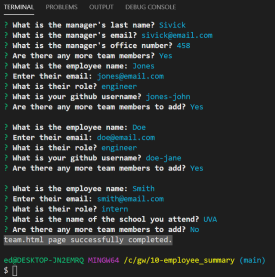 TERMINAL PROBLEMS OUTPUT DEBUG CONSOLE
? What is the manager's last name? Sivick
? What is the manager's email? sivick@email.com
? What is the manager's office number? 458
? Are there any more team members? Yes
? What is the employee name: Jones
? Enter their email: jones@email.com
? What is their role? engineer
? What is your github username? jones-john
? Are there any more team members to add? Yes
? What is the employee name: Doe
? Enter their email: doe@email.com
? What is their role? engineer
? What is your github username? doe-jane
? Are there any more team members to add? Yes
? What is the employee name: Smith
? Enter their email: smith@email.com
? What is their role? intern
? What is the name of the school you attend? UVA
? Are there any more team members to add? No
team.html page successfully completed.
ed@DESKTOP-JN2EMRQ MINGW64 /c/gw/10-employee_summary (main)
$